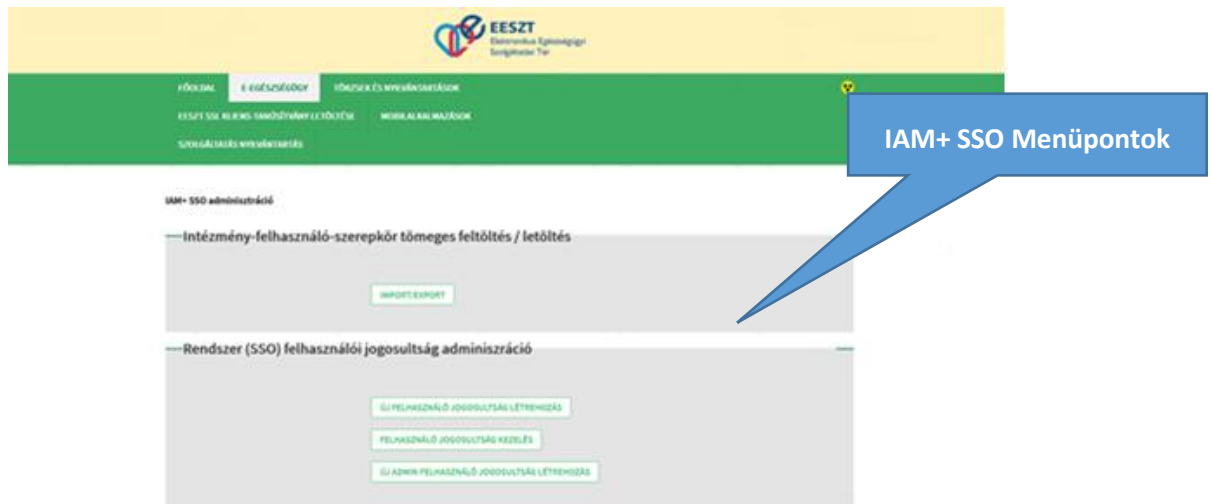 EESZT
Elektronikus Egészségügyi
Szolgáltatási Tér
FŐOLDAL E-EGÉSZSÉGÜGY TÖRZSEK ÉS NYILVÁNTARTÁSOK
EESZT SSL KLIENS TANÚSÍTVÁNY LETÖLTÉSE MOBILALKALMAZÁSOK
SZOLGÁLTATÁS NYILVÁNTARTÁS
IAM+ SSO Menüpontok
IAM+ SSO adminisztráció
Intézmény-felhasználó-szerepkör tömeges feltöltés / letöltés
IMPORT/EXPORT
Rendszer (SSO) felhasználói jogosultság adminiszráció
ÚJ FELHASZNÁLÓ JOGOSULTSÁG LÉTREHOZÁS
FELHASZNÁLÓ JOGOSULTSÁG KEZELÉS
ÚJ ADMIN FELHASZNÁLÓ JOGOSULTSÁG LÉTREHOZÁS